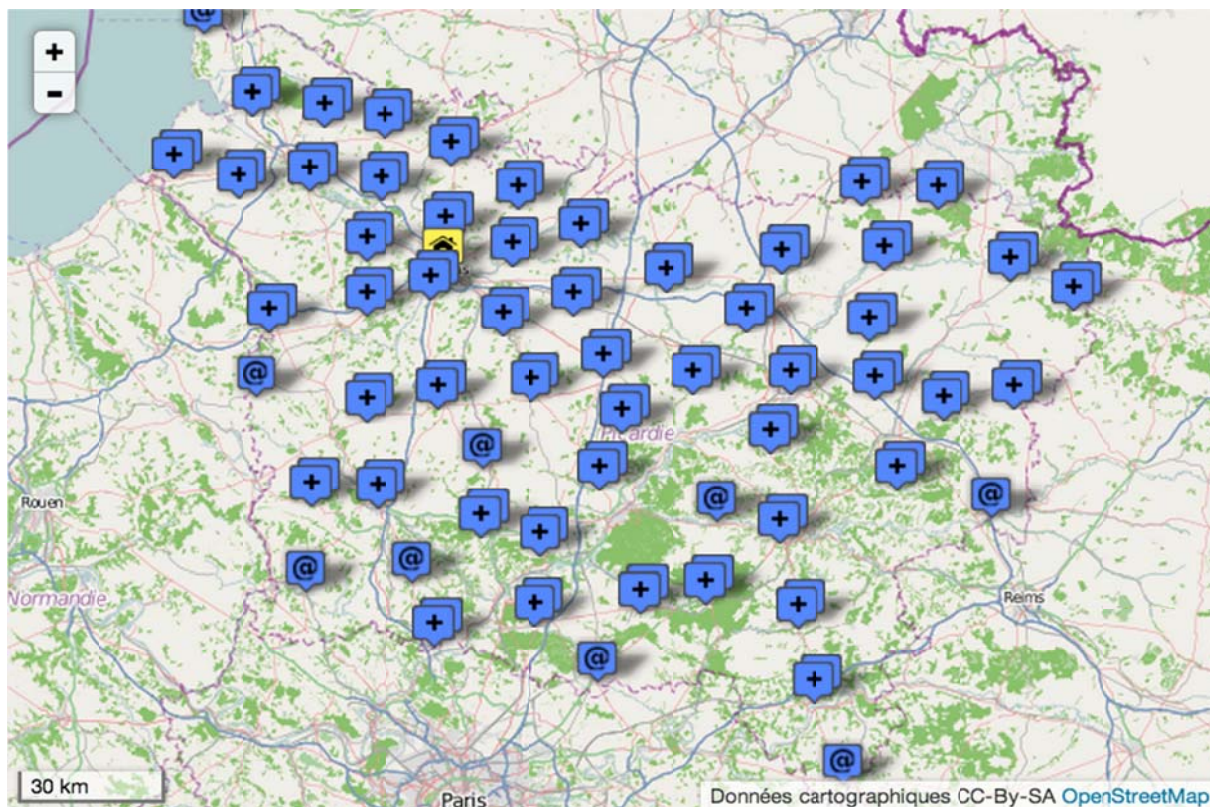 +
-
Picardie
Rouen
Normandie
Reims
Paris
30 km
Données cartographiques CC-By-SA OpenStreetMap